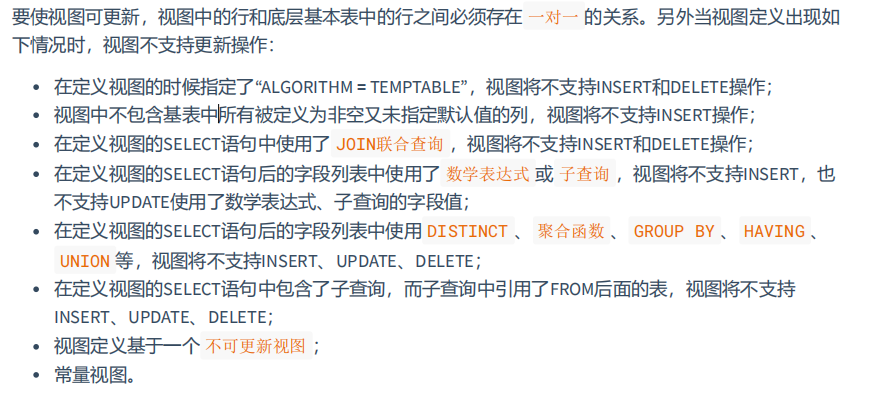 要使视图可更新，视图中的行和底层基本表中的行之间必须存在 一对一 的关系。另外当视图定义出现如
下情况时，视图不支持更新操作：
• 在定义视图的时候指定了“ALGORITHM = TEMPTABLE”，视图将不支持INSERT和DELETE操作；
• 视图中不包含基表中所有被定义为非空又未指定默认值的列，视图将不支持INSERT操作；
• 在定义视图的SELECT语句中使用了 JOIN联合查询 ，视图将不支持INSERT和DELETE操作；
• 在定义视图的SELECT语句后的字段列表中使用了 数学表达式 或 子查询 ，视图将不支持INSERT，也
不支持UPDATE使用了数学表达式、子查询的字段值；
• 在定义视图的SELECT语句后的字段列表中使用 DISTINCT 、 聚合函数 、 GROUP BY 、 HAVING 、
UNION 等，视图将不支持INSERT、UPDATE、DELETE；
• 在定义视图的SELECT语句中包含了子查询，而子查询中引用了FROM后面的表，视图将不支持
INSERT、UPDATE、DELETE；
• 视图定义基于一个 不可更新视图 ；
• 常量视图。